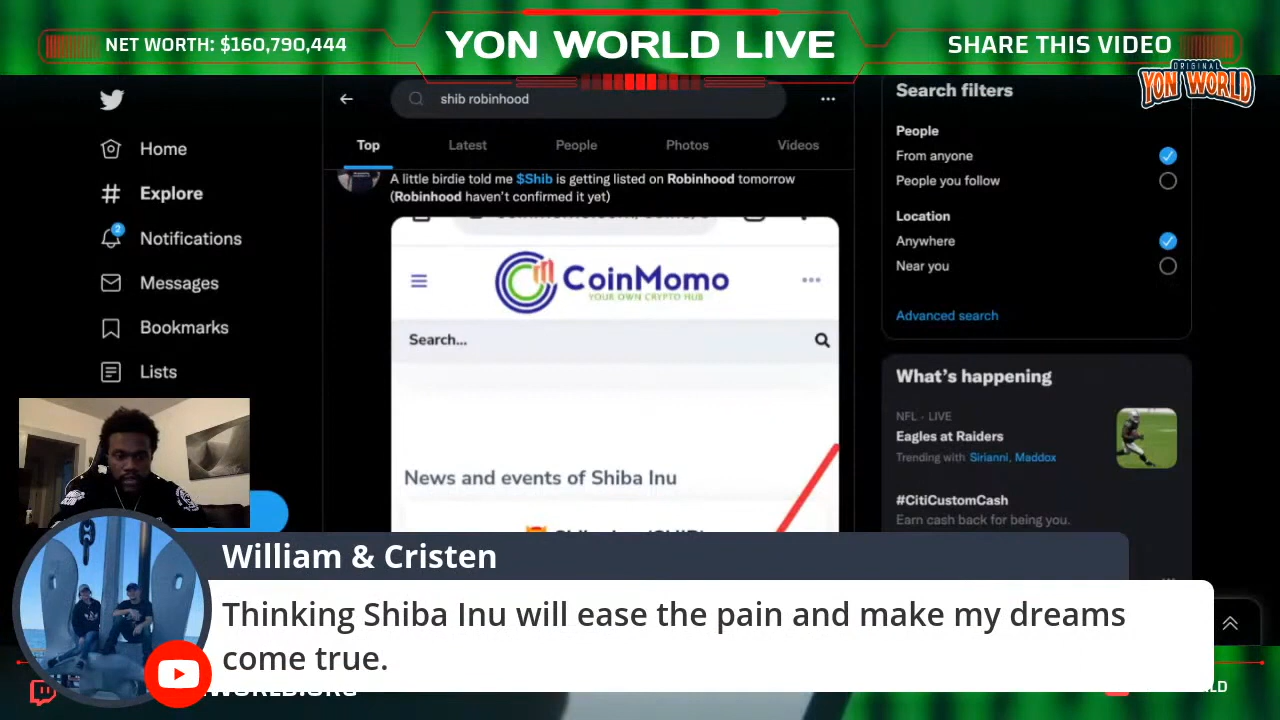 NET WORTH: $160,790,444
YON WORLD LIVE
SHARE THIS VIDEO
ORIGINAL
YON WORLD
shib robinhood
Top
Latest
People
Photos
Videos
Home
Explore
2
Notifications
Messages
Bookmarks
Lists
A little birdie told me $Shib is getting listed on Robinhood tomorrow
(Robinhood haven't confirmed it yet)
CoinMomo
YOUR OWN CRYPTO HUB
Search...
News and events of Shiba Inu
Search filters
People
From anyone
People you follow
Location
Anywhere
Near you
Advanced search
What's happening
NFL · LIVE
Eagles at Raiders
Trending with Sirianni, Maddox
#CitiCustomCash
Earn cash back for being you.
William & Cristen
Thinking Shiba Inu will ease the pain and make my dreams
come true.